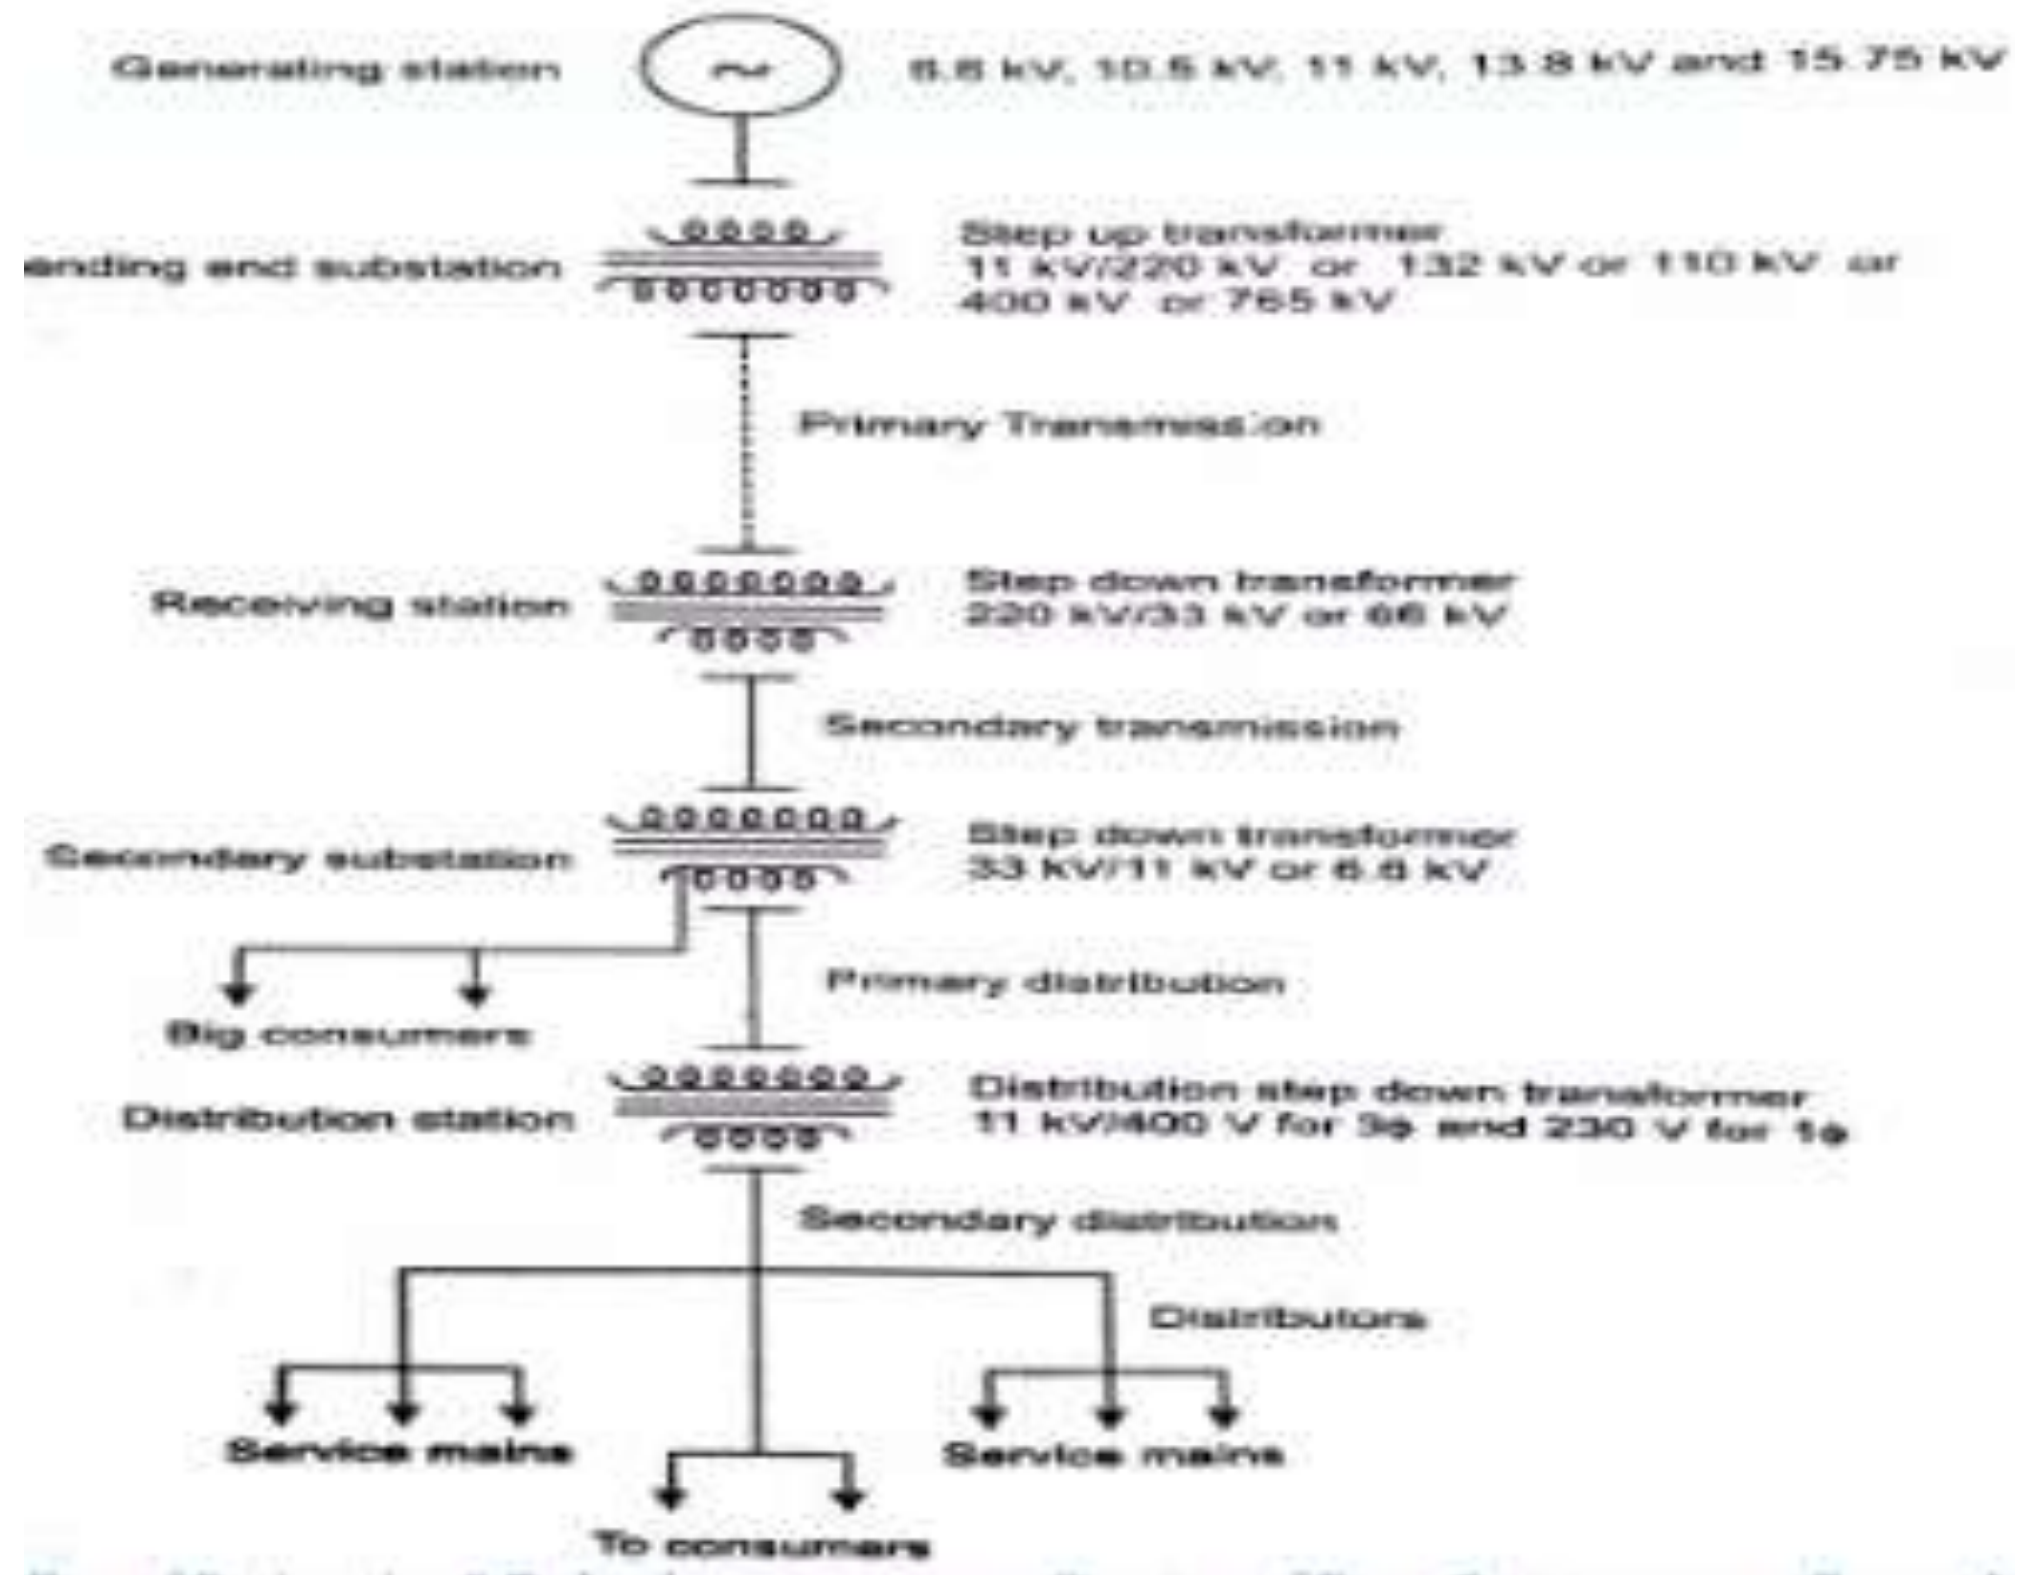 Generating station
6.6 kV, 10.5 kV, 11 kV, 13.8 kV and 15.75 kV
ending end substation
Step up transformer
11 kV/220 kV or 132 kV or 110 kV or
400 kV or 765 kV
Primary Transmission
Receiving station
Step down transformer
220 kV/33 kV or 66 kV
Secondary transmission
Secondary substation
Step down transformer
33 kV/11 kV or 6.6 kV
Big consumers
Primary distribution
Distribution station
Distribution step down transformer
11 kV/400 V for 3ϕ and 230 V for 1ϕ
Secondary distribution
Distributors
Service mains
Service mains
To consumers